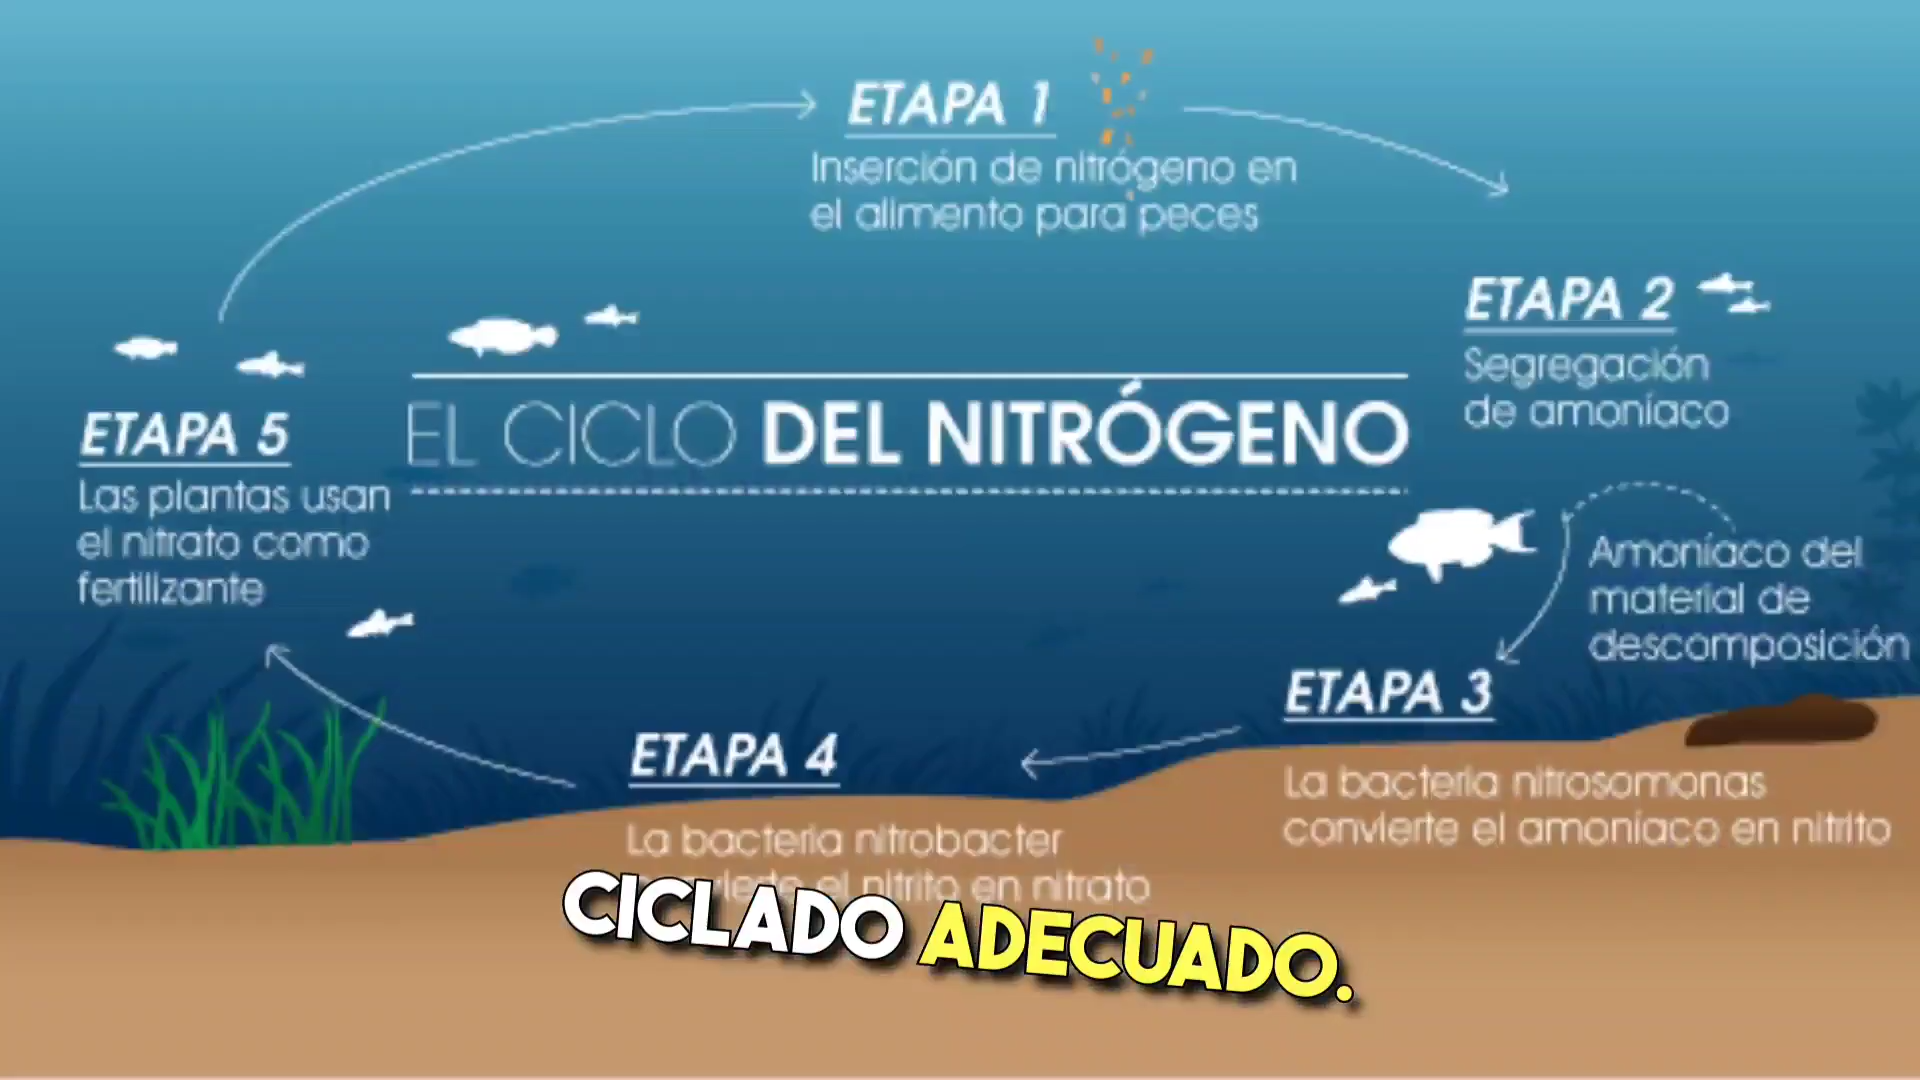 ETAPA 1
Inserción de nitrógeno en
el alimento para peces
ETAPA 2
Segregación
de amoníaco
EL CICLO DEL NITRÓGENO
ETAPA 5
Las plantas usan
el nitrato como
fertilizante
Amoníaco del
material de
descomposición
ETAPA 3
La bacteria nitrosomonas
convierte el amoníaco en nitrito
ETAPA 4
La bacteria nitrobacter
el nitrito en nitrato
CICLADO ADECUADO.